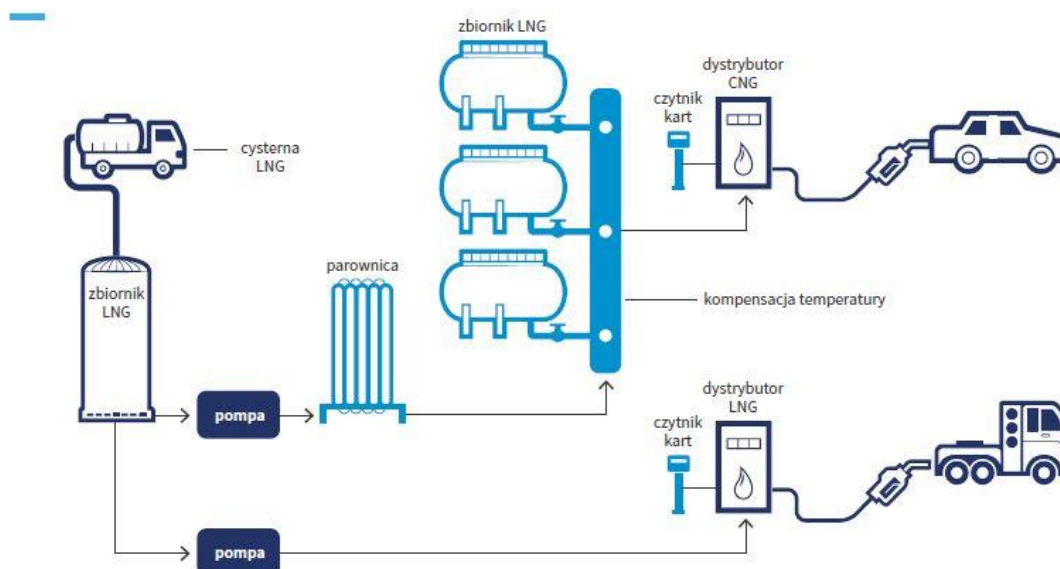 zbiornik LNG
dystrybutor
CNG
czytnik
kart
cysterna
LNG
parownica
zbiornik
LNG
kompensacja temperatury
dystrybutor
LNG
czytnik
kart
pompa
pompa